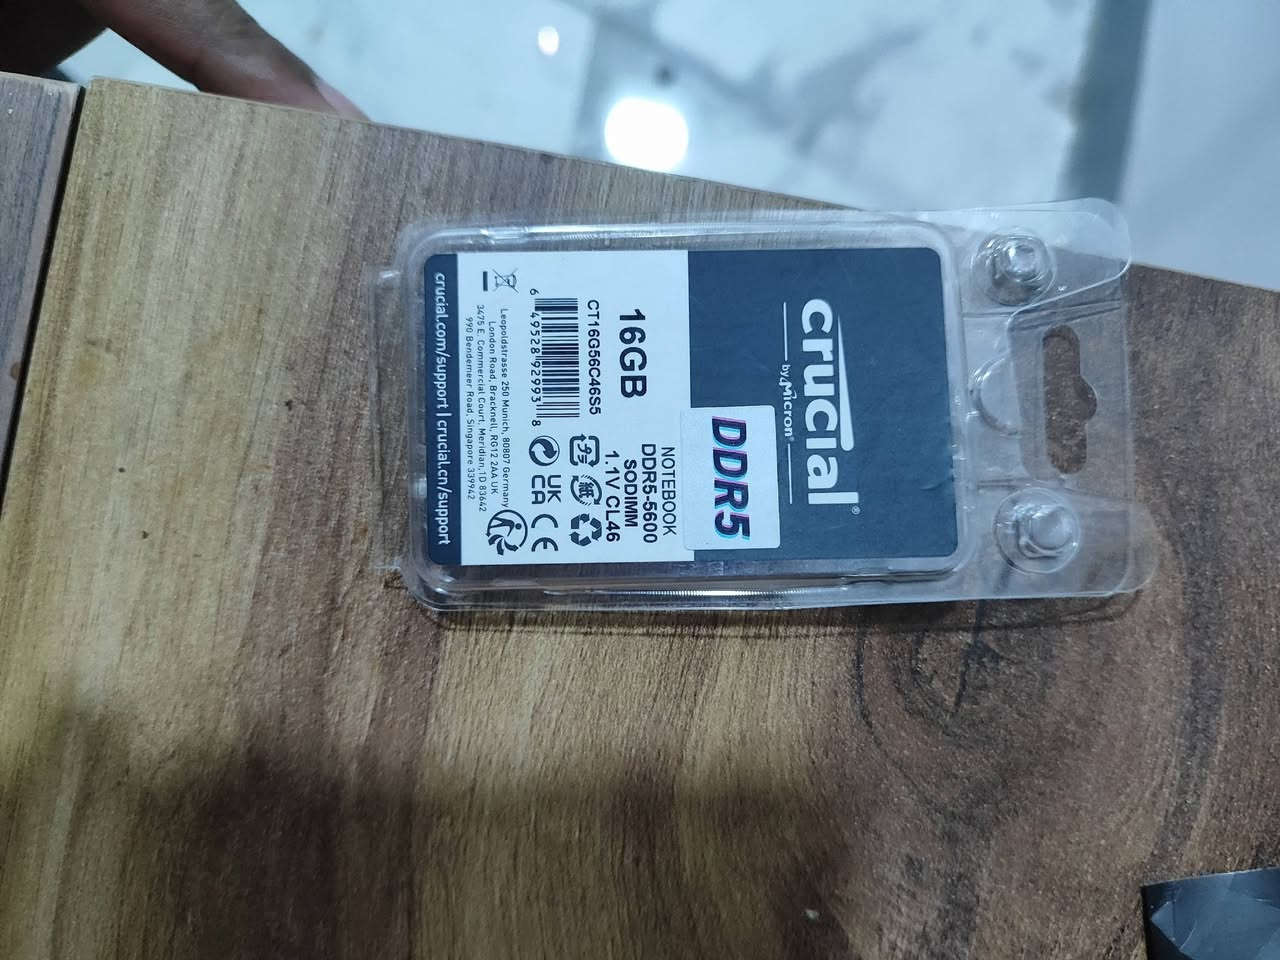 crucial®
by Micron®
DDR5
16GB
CT16G56C46S5
6 49528 92993 8
NOTEBOOK
DDR5-5600
SODIMM
1.1V CL46
紙
UK
CA
CE
Leopoldstrasse 250 Munich, 80807 Germany
London Road, Bracknell, RG12 2AA UK
3475 E. Commercial Court, Meridian, ID 83642
990 Bendemeer Road, Singapore 339942
crucial.com/support | crucial.cn/support